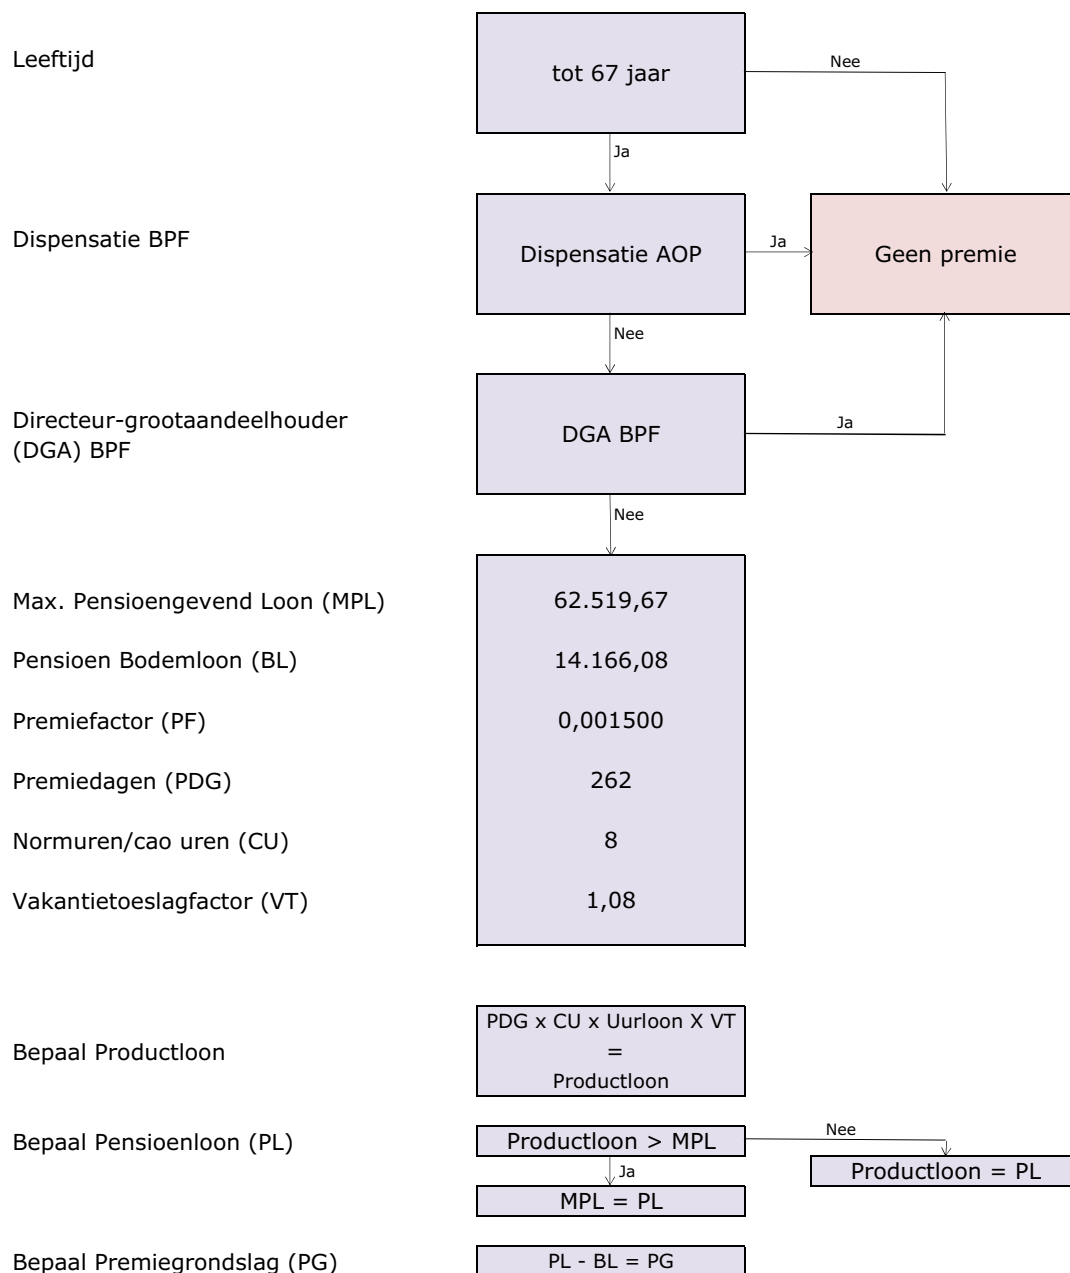 Leeftijd
tot 67 jaar
Nee
Ja
Dispensatie BPF
Dispensatie AOP
Ja
Geen premie
Nee
Directeur-grootaandeelhouder
(DGA) BPF
DGA BPF
Ja
Nee
Max. Pensioengevend Loon (MPL)
62.519,67
Pensioen Bodemloon (BL)
14.166,08
Premiefactor (PF)
0,001500
Premiedagen (PDG)
262
Normuren/cao uren (CU)
8
Vakantietoeslagfactor (VT)
1,08
Bepaal Productloon
PDG x CU x Uurloon X VT
=
Productloon
Bepaal Pensioenloon (PL)
Productloon > MPL
Nee
Ja
Productloon = PL
MPL = PL
Bepaal Premiegrondslag (PG)
PL - BL = PG